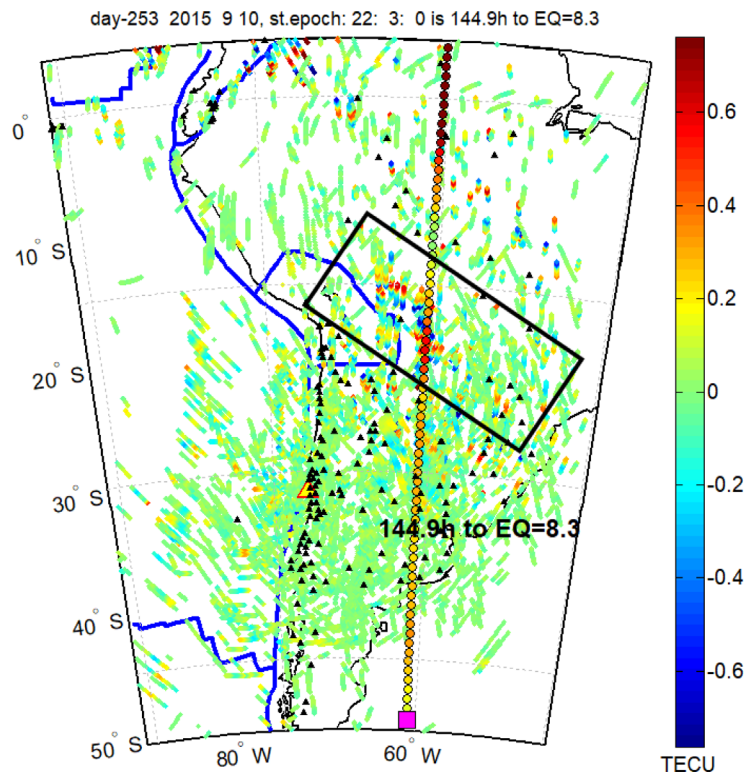 day-253 2015 9 10, st.epoch: 22: 3: 0 is 144.9h to EQ=8.3
0.6
0°
0.4
10° S
0.2
0
20° S
-0.2
30° S
144.9h to EQ=8.3
-0.4
40° S
-0.6
50° S
80° W
60° W
TECU